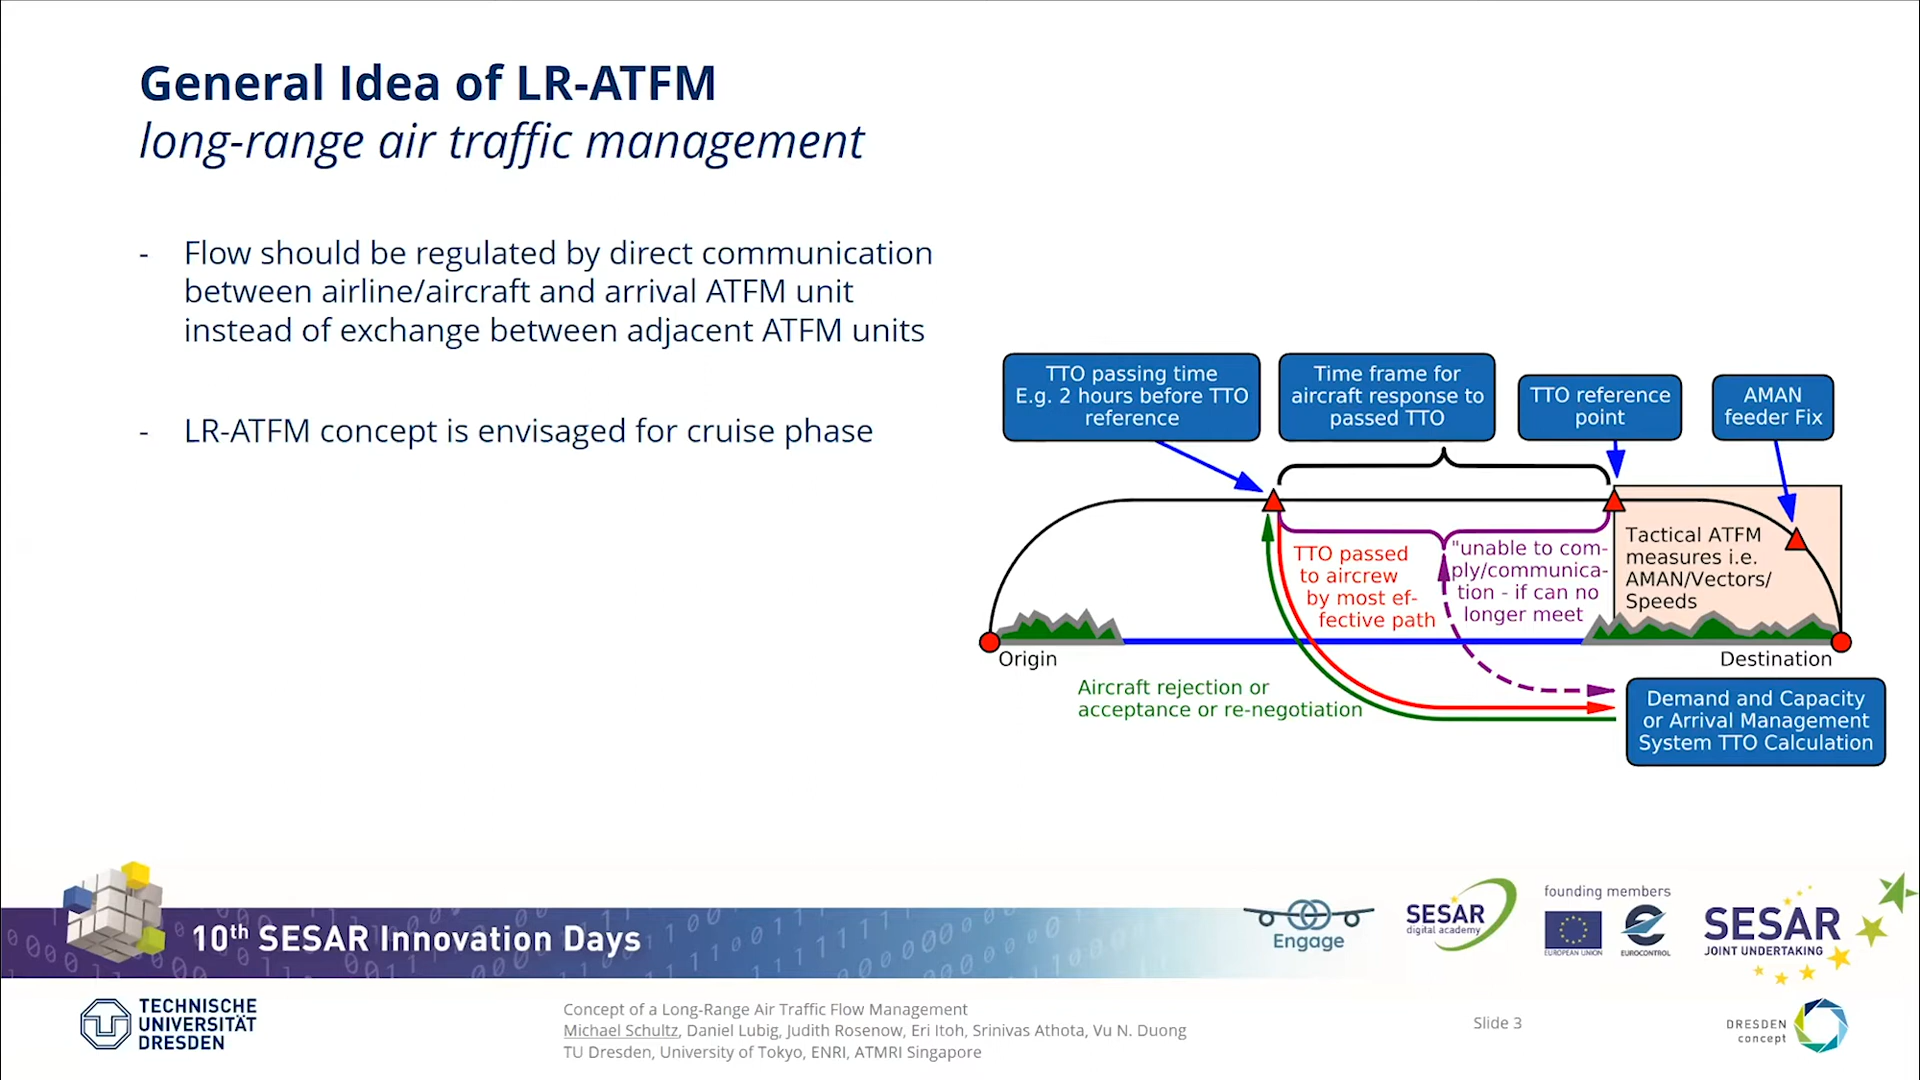 General Idea of LR-ATFM
long-range air traffic management
- Flow should be regulated by direct communication
between airline/aircraft and arrival ATFM unit
instead of exchange between adjacent ATFM units
- LR-ATFM concept is envisaged for cruise phase
TTO passing time
E.g. 2 hours before TTO
reference
Time frame for
aircraft response to
passed TTO
TTO reference
point
AMAN
feeder Fix
TTO passed
to aircrew
by most ef-
fective path
"unable to com-
ply/communica-
tion - if can no
longer meet
Tactical ATFM
measures i.e.
AMAN/Vectors/
Speeds
Origin
Destination
Aircraft rejection or
acceptance or re-negotiation
Demand and Capacity
or Arrival Management
System TTO Calculation
10th SESAR Innovation Days
Engage
SESAR
digital academy
founding members
EUROPEAN UNION
EUROCONTROL
SESAR
JOINT UNDERTAKING
TECHNISCHE
UNIVERSITÄT
DRESDEN
Concept of a Long-Range Air Traffic Flow Management
Michael Schultz, Daniel Lubig, Judith Rosenow, Eri Itoh, Srinivas Athota, Vu N. Duong
TU Dresden, University of Tokyo, ENRI, ATMRI Singapore
Slide 3
DRESDEN
concept